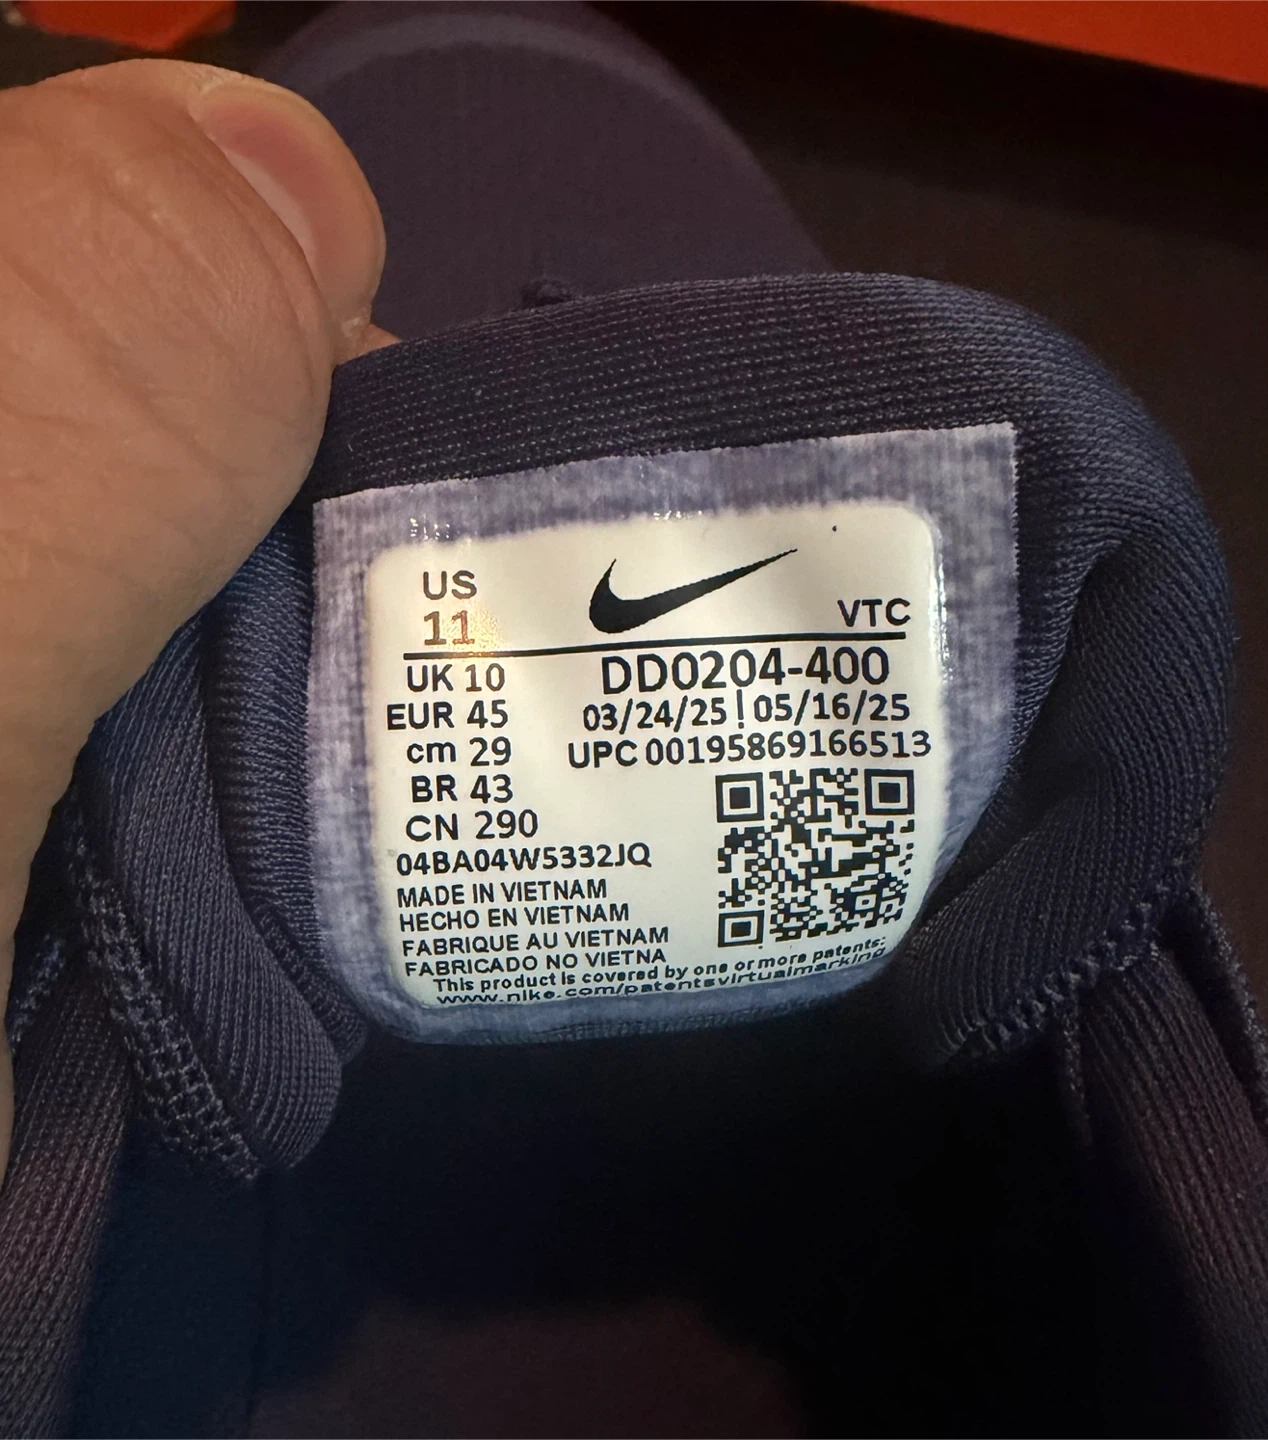 US
11
VTC
UK 10
DD0204-400
EUR 45
03/24/25 | 05/16/25
cm 29
UPC 00195869166513
BR 43
CN 290
04BA04W5332JQ
MADE IN VIETNAM
HECHO EN VIETNAM
FABRIQUE AU VIETNAM
FABRICADO NO VIETNA
This product is covered by one or more patents:
www.nike.com/patentsvirtualmarking